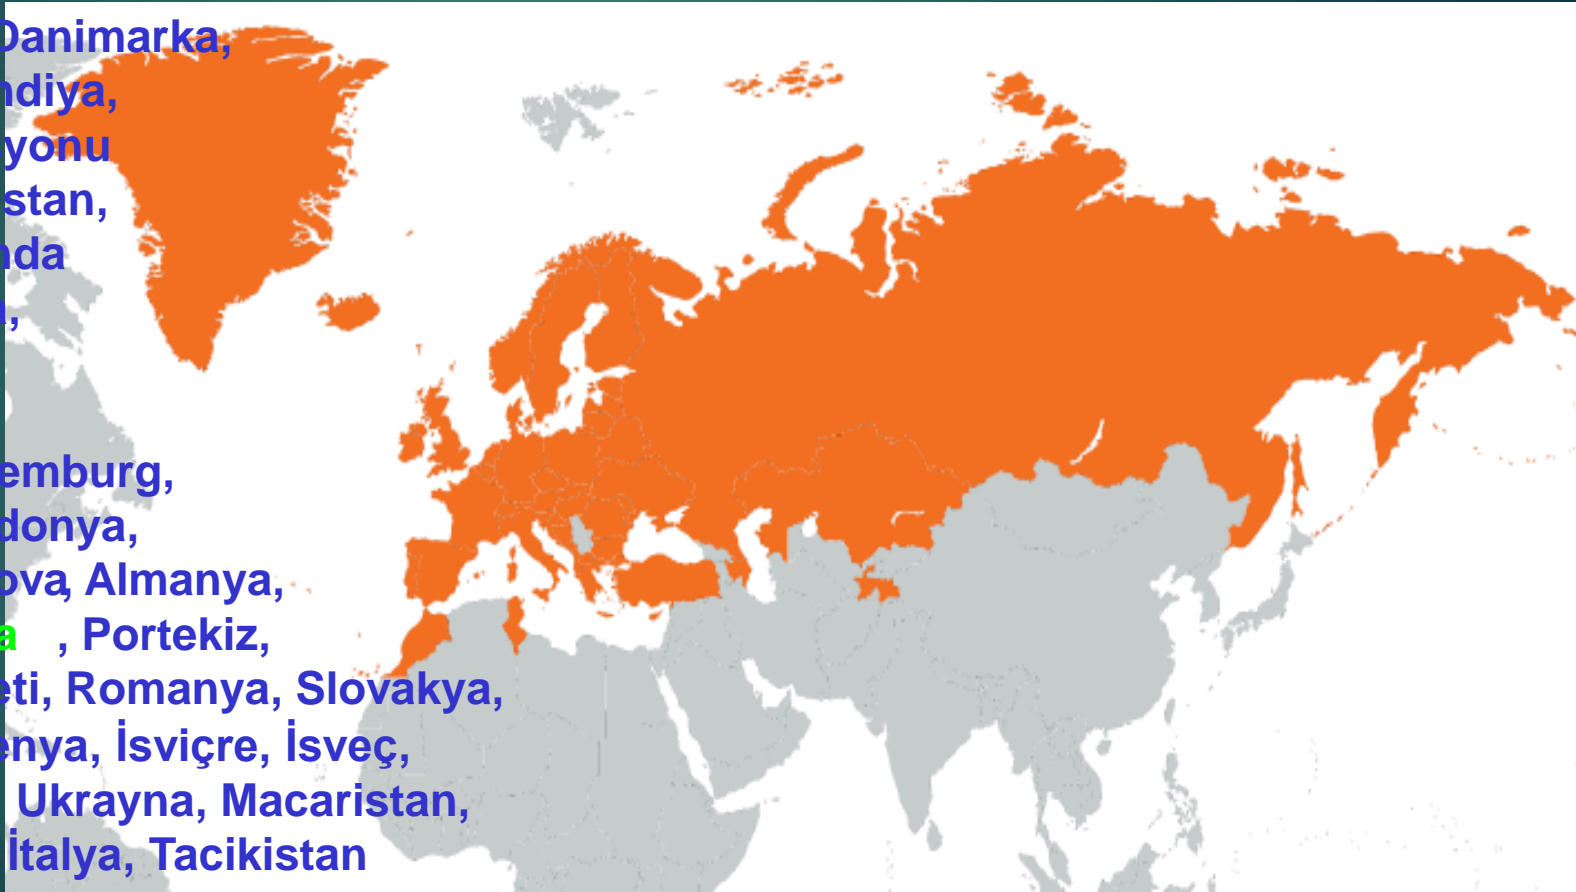 Danimarka,
ndiya,
yonu
stan,
nda
,
emburg,
donya,
ova, Almanya,
a , Portekiz,
eti, Romanya, Slovakya,
enya, İsviçre, İsveç,
Ukrayna, Macaristan,
İtalya, Tacikistan